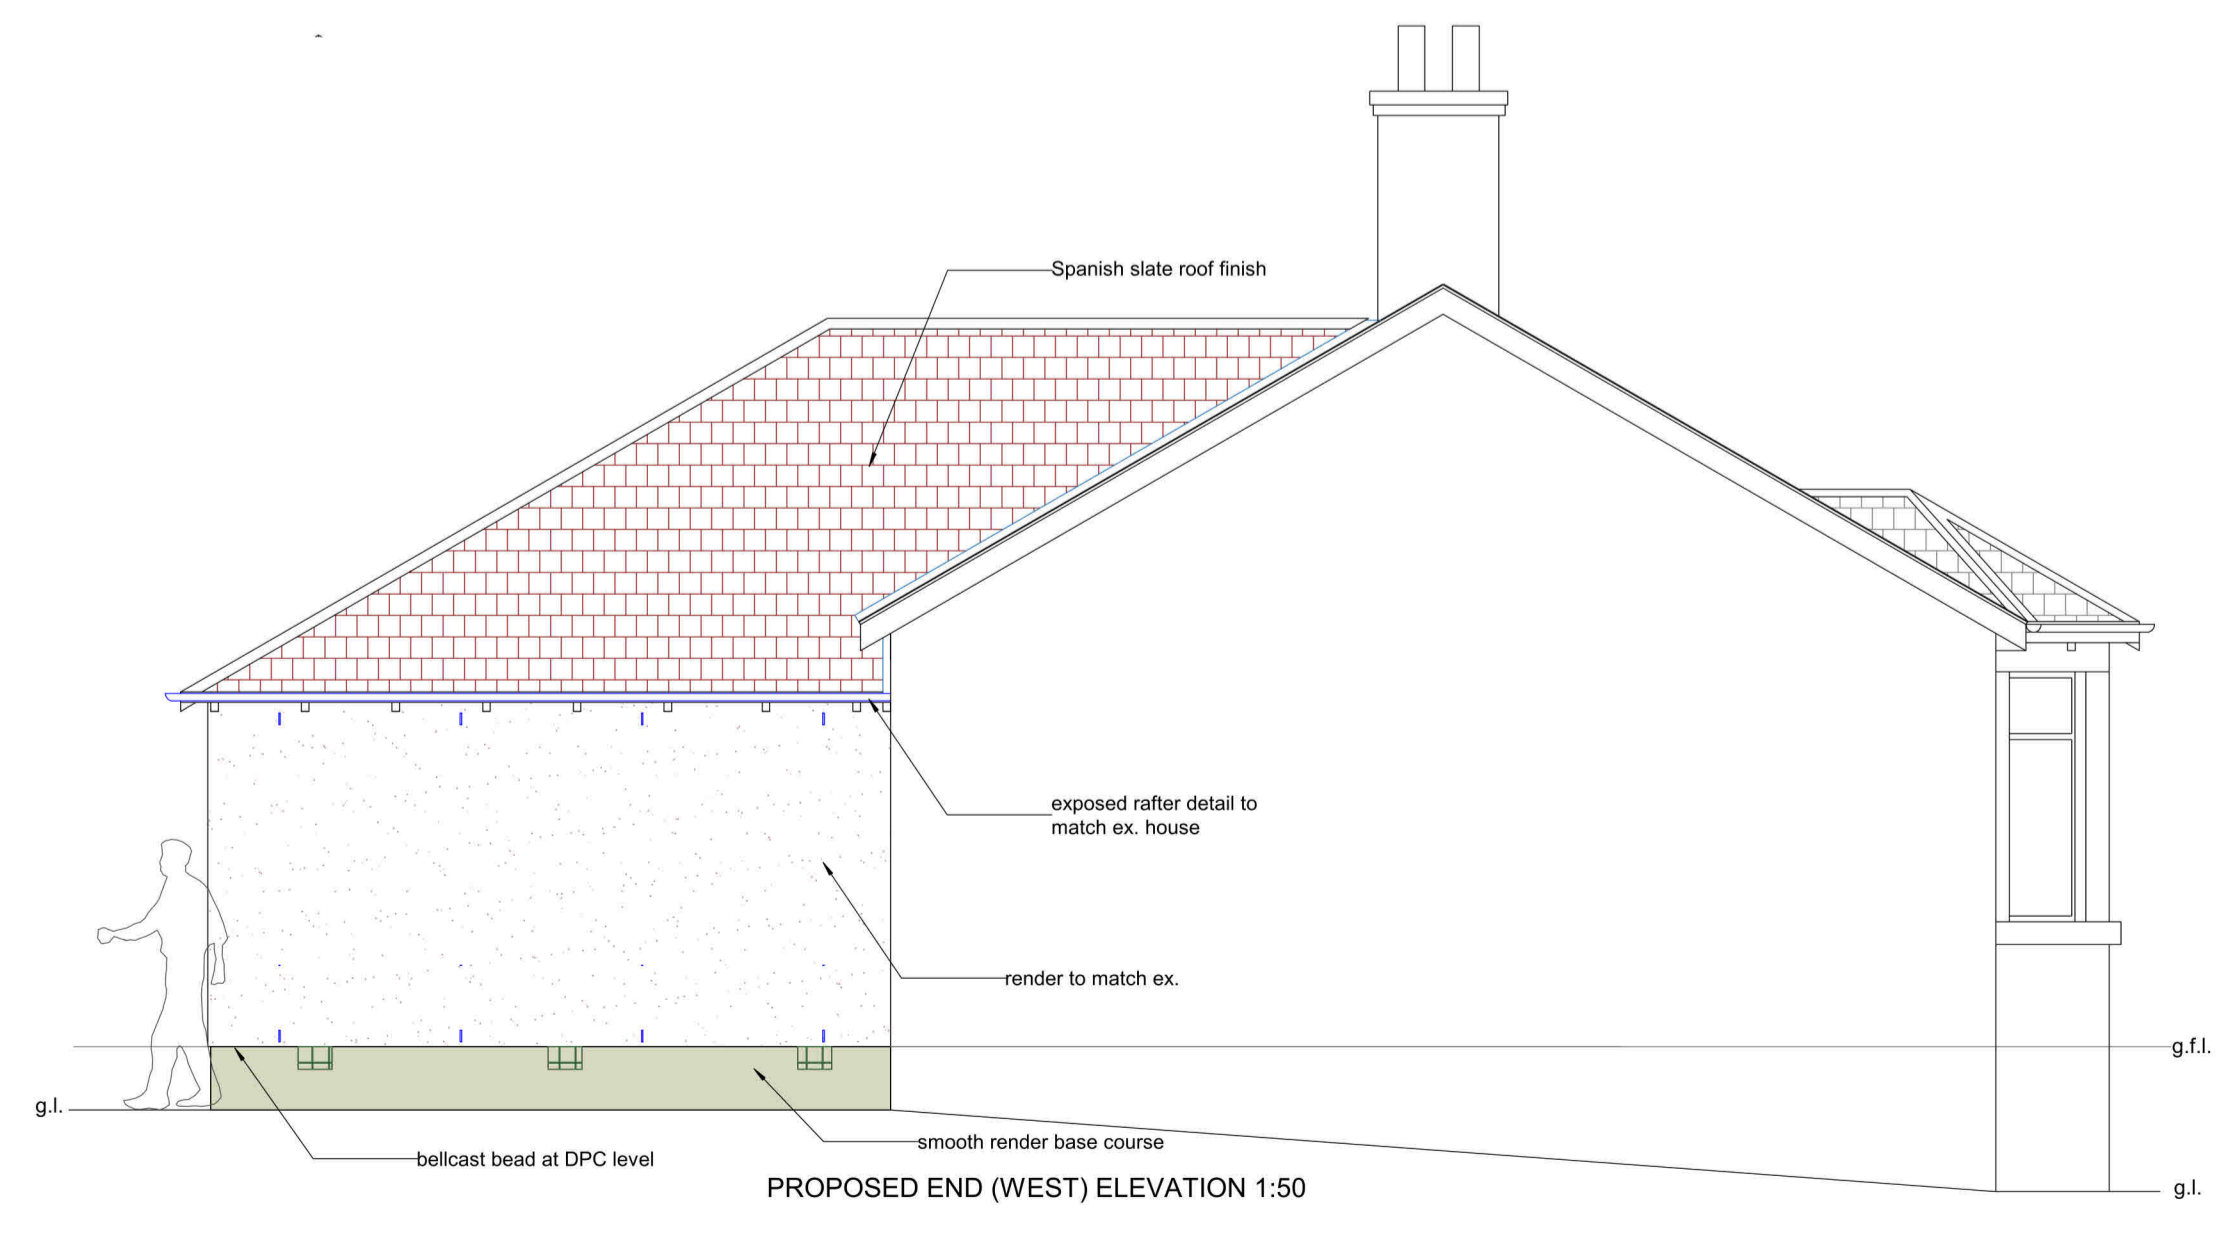 Spanish slate roof finish
exposed rafter detail to
match ex. house
render to match ex.
g.f.l.
g.l.
smooth render base course
bellcast bead at DPC level
PROPOSED END (WEST) ELEVATION 1:50
g.l.